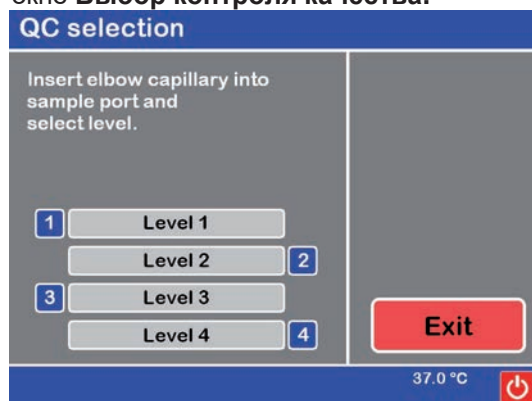 окно Выбор контроля качества.
QC selection
Insert elbow capillary into
sample port and
select level.
1 Level 1
Level 2 2
3 Level 3
Level 4 4
Exit
37.0 °C